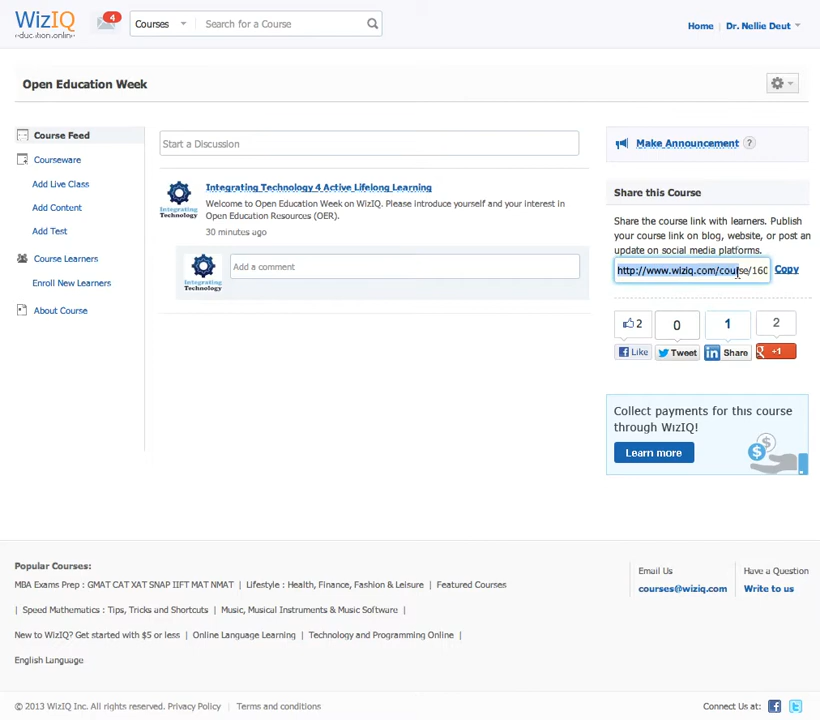 WizIQ
education.online
4
Courses
Search for a Course
Home | Dr. Nellie Deut
Open Education Week
Course Feed
Courseware
Add Live Class
Add Content
Add Test
Course Learners
Enroll New Learners
About Course
Start a Discussion
Integrating Technology 4 Active Lifelong Learning
Welcome to Open Education Week on WizIQ. Please introduce yourself and your interest in
Open Education Resources (OER).
30 minutes ago
Integrating
Technology
Add a comment
Integrating
Technology
Make Announcement ?
Share this Course
Share the course link with learners. Publish
your course link on blog, website, or post an
update on social media platforms.
http://www.wiziq.com/course/160 Copy
2 0 1 2
Like Tweet Share +1
Collect payments for this course
through WizIQ!
Learn more
Popular Courses:
MBA Exams Prep : GMAT CAT XAT SNAP IIFT MAT NMAT | Lifestyle : Health, Finance, Fashion & Leisure | Featured Courses
| Speed Mathematics : Tips, Tricks and Shortcuts | Music, Musical Instruments & Music Software |
New to WizIQ? Get started with $5 or less | Online Language Learning | Technology and Programming Online |
English Language
Email Us
courses@wiziq.com
Have a Question
Write to us
© 2013 WizIQ Inc. All rights reserved. Privacy Policy | Terms and conditions
Connect Us at: